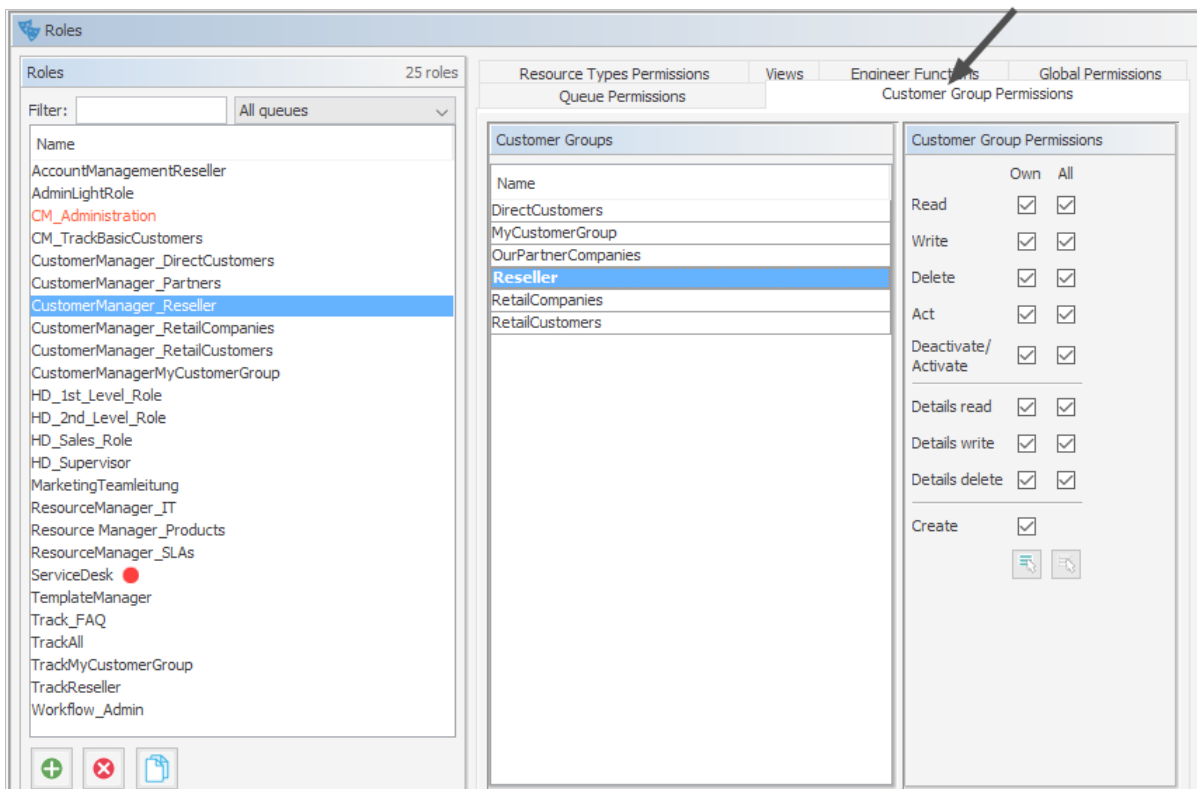 Roles
Roles 25 roles
Filter: All queues
Name
AccountManagementReseller
AdminLightRole
CM_Administration
CM_TrackBasicCustomers
CustomerManager_DirectCustomers
CustomerManager_Partners
CustomerManager_Reseller
CustomerManager_RetailCompanies
CustomerManager_RetailCustomers
CustomerManagerMyCustomerGroup
HD_1st_Level_Role
HD_2nd_Level_Role
HD_Sales_Role
HD_Supervisor
MarketingTeamleitung
ResourceManager_IT
Resource Manager_Products
ResourceManager_SLAs
ServiceDesk
TemplateManager
Track_FAQ
TrackAll
TrackMyCustomerGroup
TrackReseller
Workflow_Admin
Resource Types Permissions Views Engineer Functions Global Permissions
Queue Permissions Customer Group Permissions
Customer Groups
Name
DirectCustomers
MyCustomerGroup
OurPartnerCompanies
Reseller
RetailCompanies
RetailCustomers
Customer Group Permissions
Own All
Read
Write
Delete
Act
Deactivate/
Activate
Details read
Details write
Details delete
Create